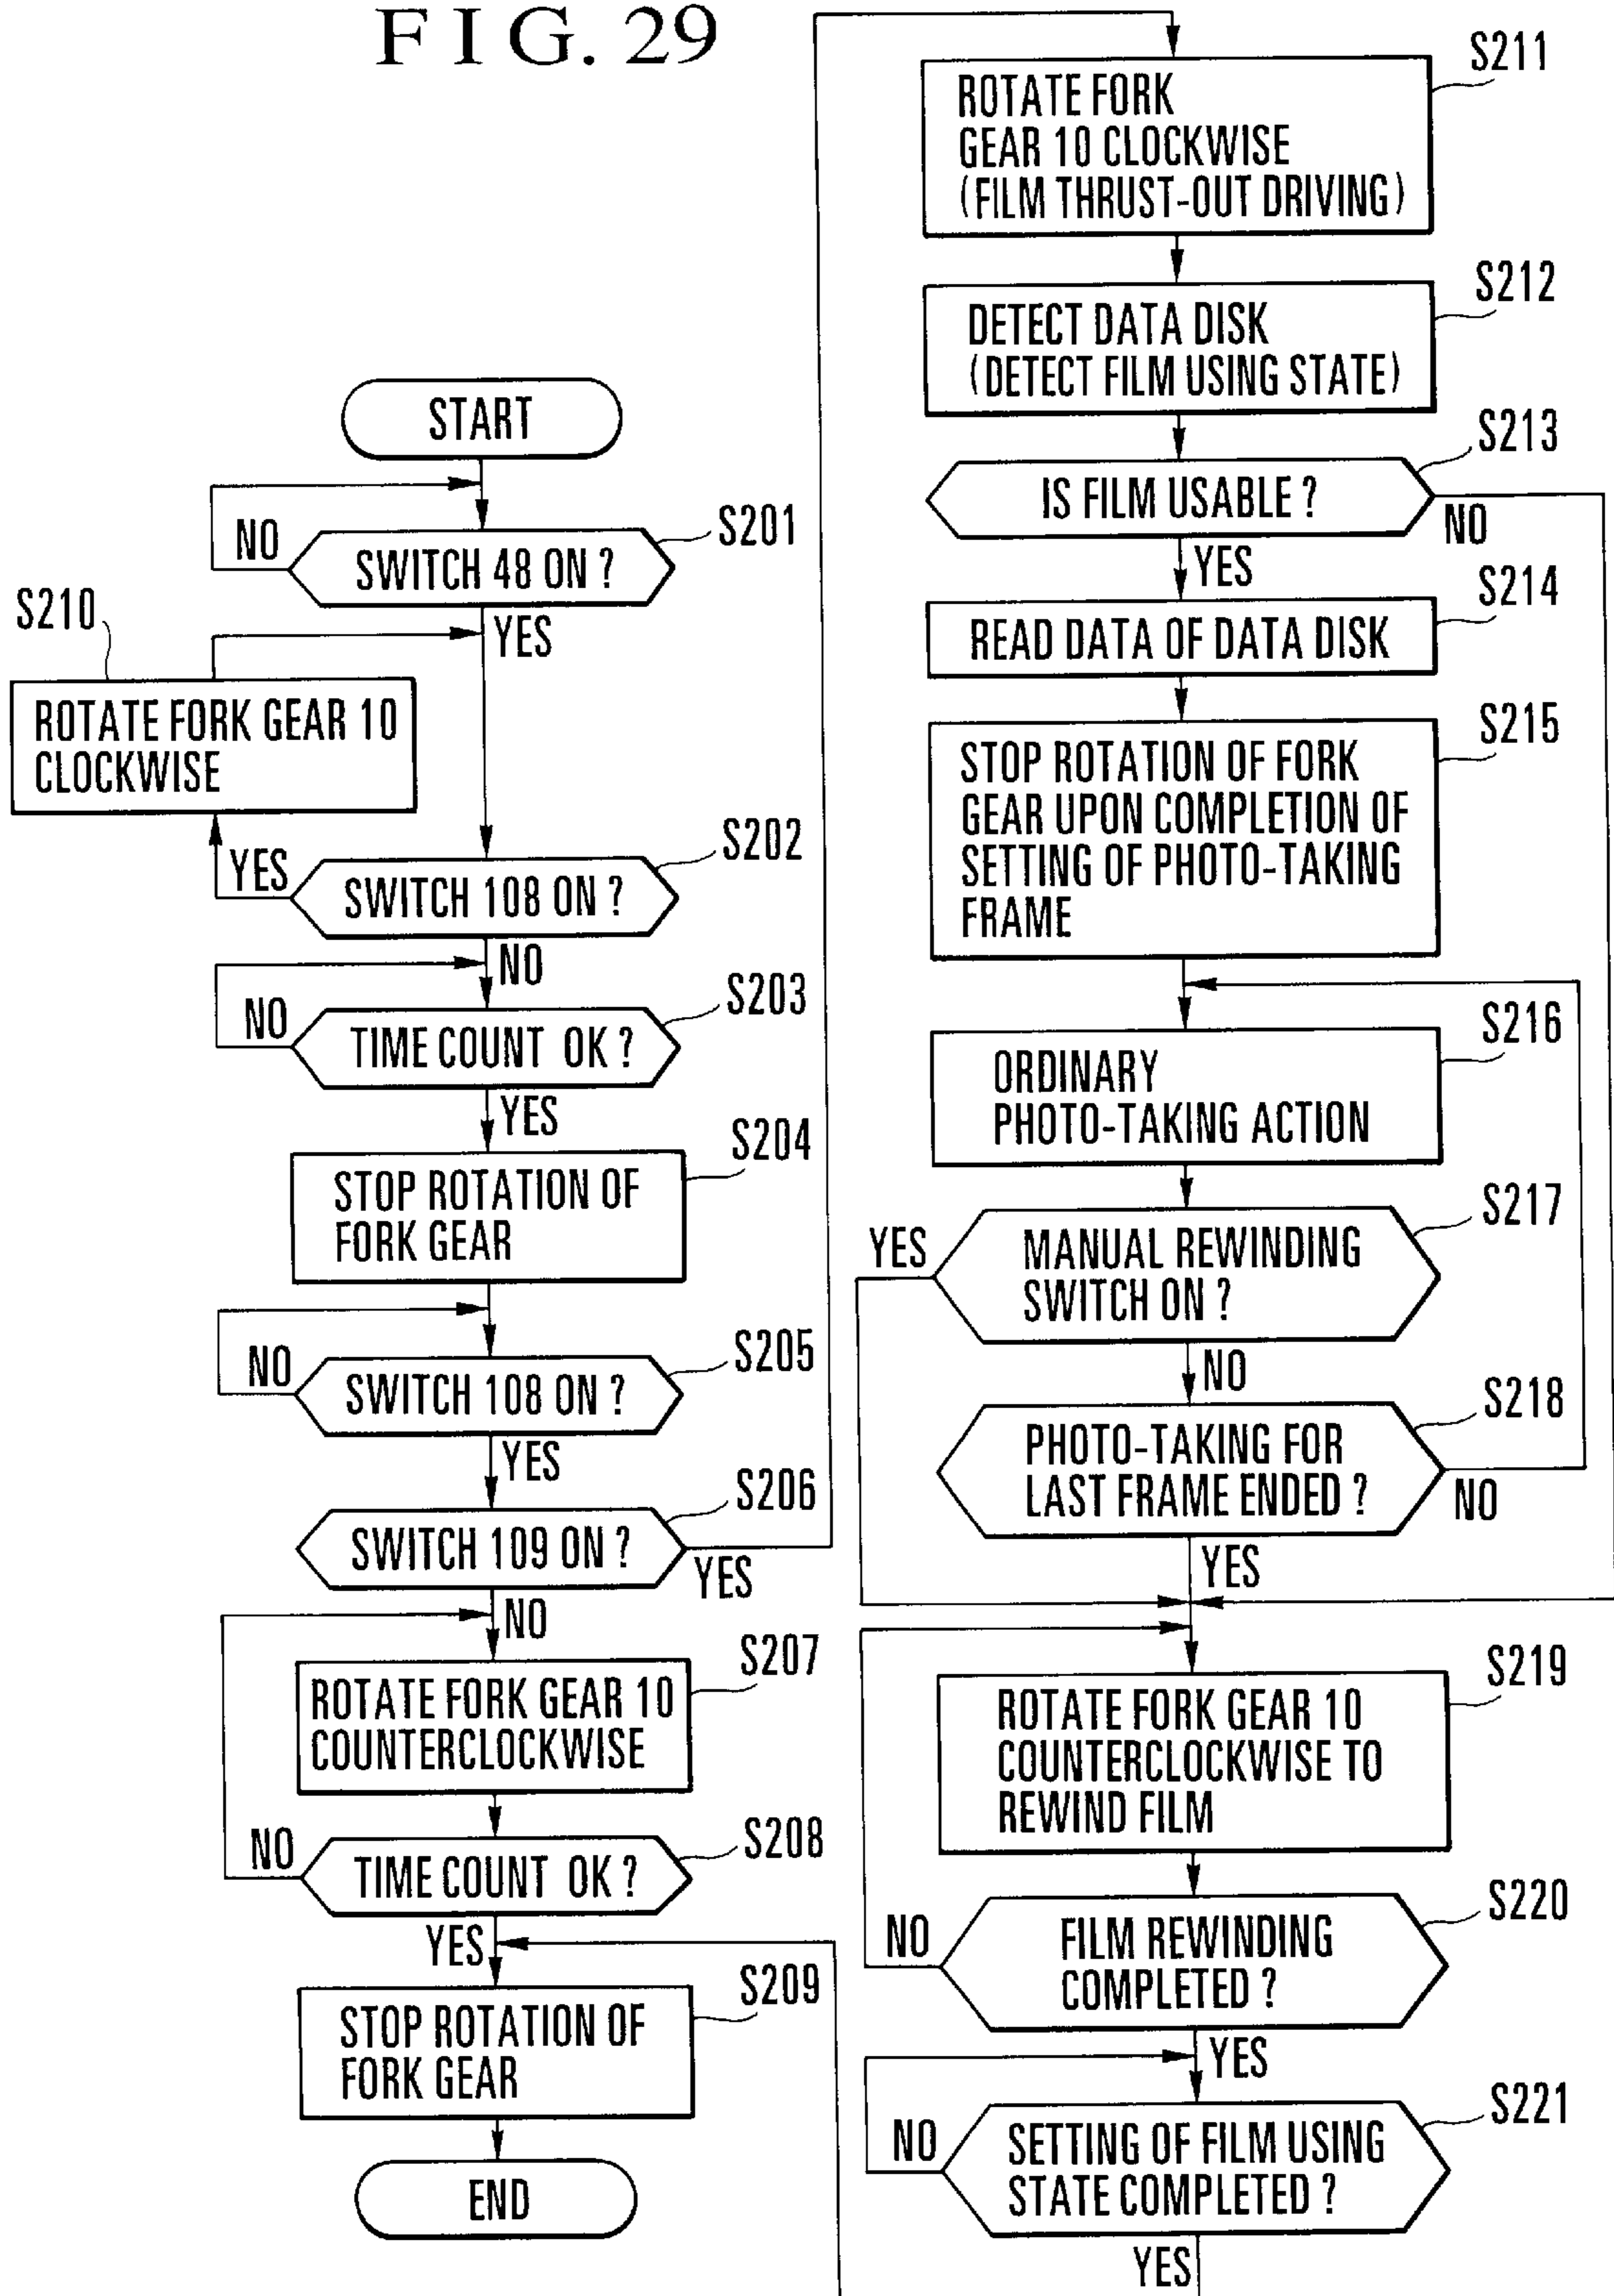 FIG. 29
START
NO
SWITCH 48 ON ?
S201
YES
S210
ROTATE FORK GEAR 10
CLOCKWISE
YES
SWITCH 108 ON ?
S202
NO
NO
TIME COUNT OK ?
S203
YES
STOP ROTATION OF
FORK GEAR
S204
NO
SWITCH 108 ON ?
S205
YES
SWITCH 109 ON ?
S206
YES
NO
ROTATE FORK GEAR 10
COUNTERCLOCKWISE
S207
NO
TIME COUNT OK ?
S208
YES
STOP ROTATION OF
FORK GEAR
S209
END
S211
ROTATE FORK
GEAR 10 CLOCKWISE
(FILM THRUST-OUT DRIVING)
S212
DETECT DATA DISK
(DETECT FILM USING STATE)
S213
IS FILM USABLE ?
NO
YES
S214
READ DATA OF DATA DISK
S215
STOP ROTATION OF FORK
GEAR UPON COMPLETION OF
SETTING OF PHOTO-TAKING
FRAME
S216
ORDINARY
PHOTO-TAKING ACTION
S217
YES
MANUAL REWINDING
SWITCH ON ?
NO
S218
PHOTO-TAKING FOR
LAST FRAME ENDED ?
NO
YES
S219
ROTATE FORK GEAR 10
COUNTERCLOCKWISE TO
REWIND FILM
S220
NO
FILM REWINDING
COMPLETED ?
YES
S221
NO
SETTING OF FILM USING
STATE COMPLETED ?
YES